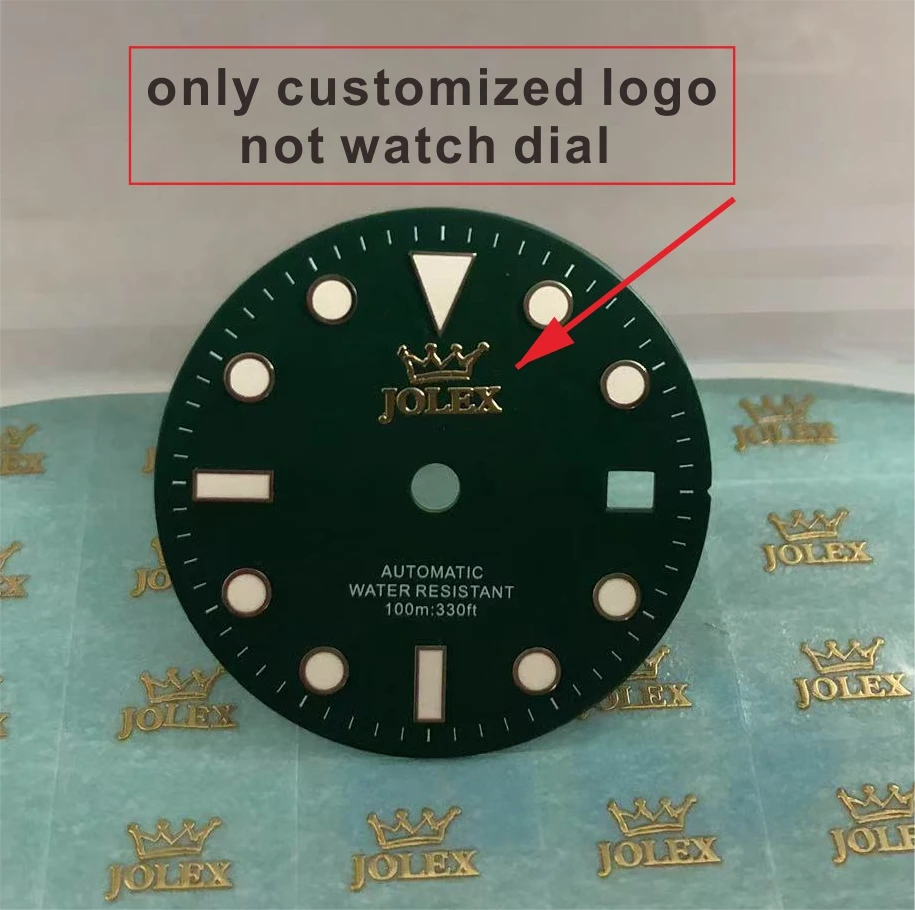 only customized logo
not watch dial
JOLEX
AUTOMATIC
WATER RESISTANT
100m:330ft
JOLEX
JOLEX
JOLEX
JOLEX
JOLEX
JOLEX
JOLEX
JOLEX